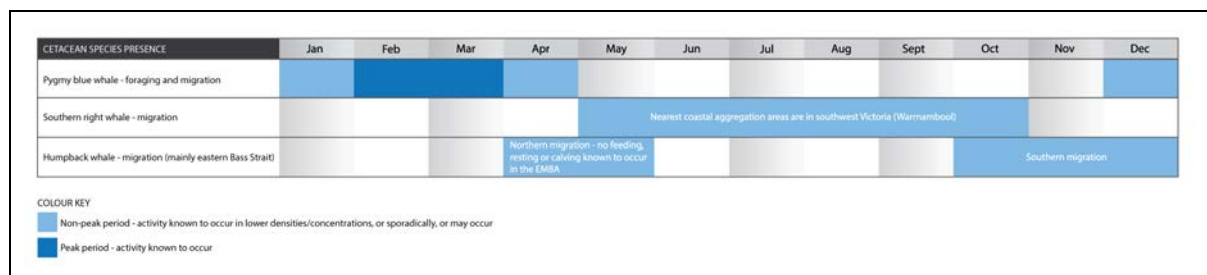 CETACEAN SPECIES PRESENCE Jan Feb Mar Apr May Jun Jul Aug Sept Oct Nov Dec
Pygmy blue whale - foraging and migration
Southern right whale - migration Nearest coastal aggregation areas are in southwest Victoria (Warrnambool)
Humpback whale - migration (mainly eastern Bass Strait) Northern migration - no feeding,
resting or calving known to occur
in the EMBA
Southern migration
COLOUR KEY
Non-peak period - activity known to occur in lower densities/concentrations, or sporadically, or may occur
Peak period - activity known to occur